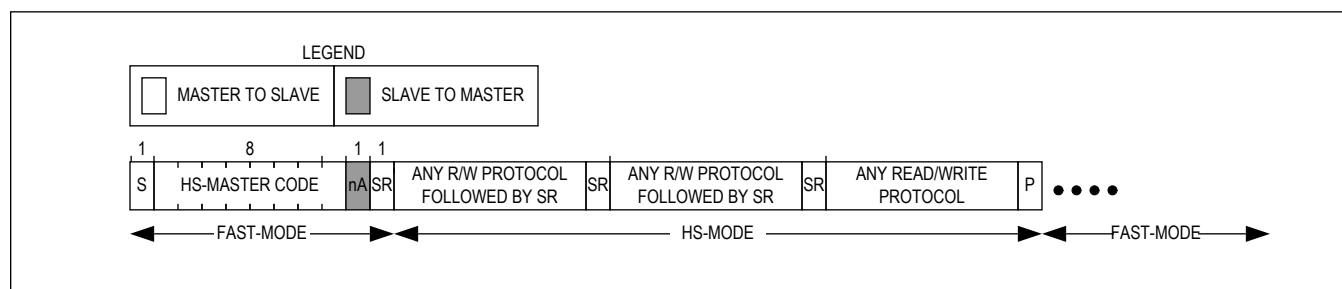 LEGEND
MASTER TO SLAVE SLAVE TO MASTER
1 8 1 1
S HS-MASTER CODE nA SR ANY R/W PROTOCOL FOLLOWED BY SR SR ANY R/W PROTOCOL FOLLOWED BY SR SR ANY READ/WRITE PROTOCOL P
FAST-MODE HS-MODE FAST-MODE